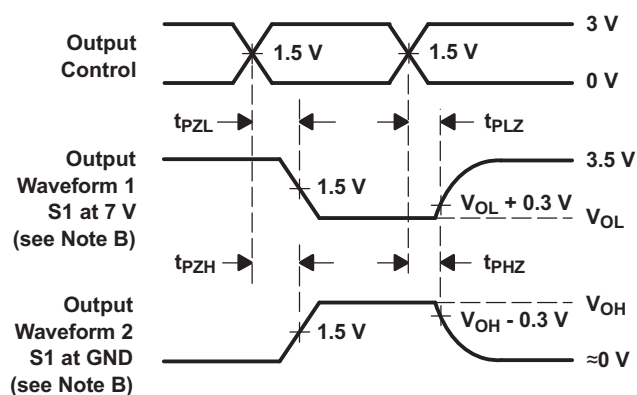 Output
Control
1.5 V
1.5 V
3 V
0 V
tPZL
tPLZ
Output
Waveform 1
S1 at 7 V
(see Note B)
1.5 V
3.5 V
VOL + 0.3 V
VOL
tPZH
tPHZ
Output
Waveform 2
S1 at GND
(see Note B)
1.5 V
VOH
VOH - 0.3 V
≈0 V